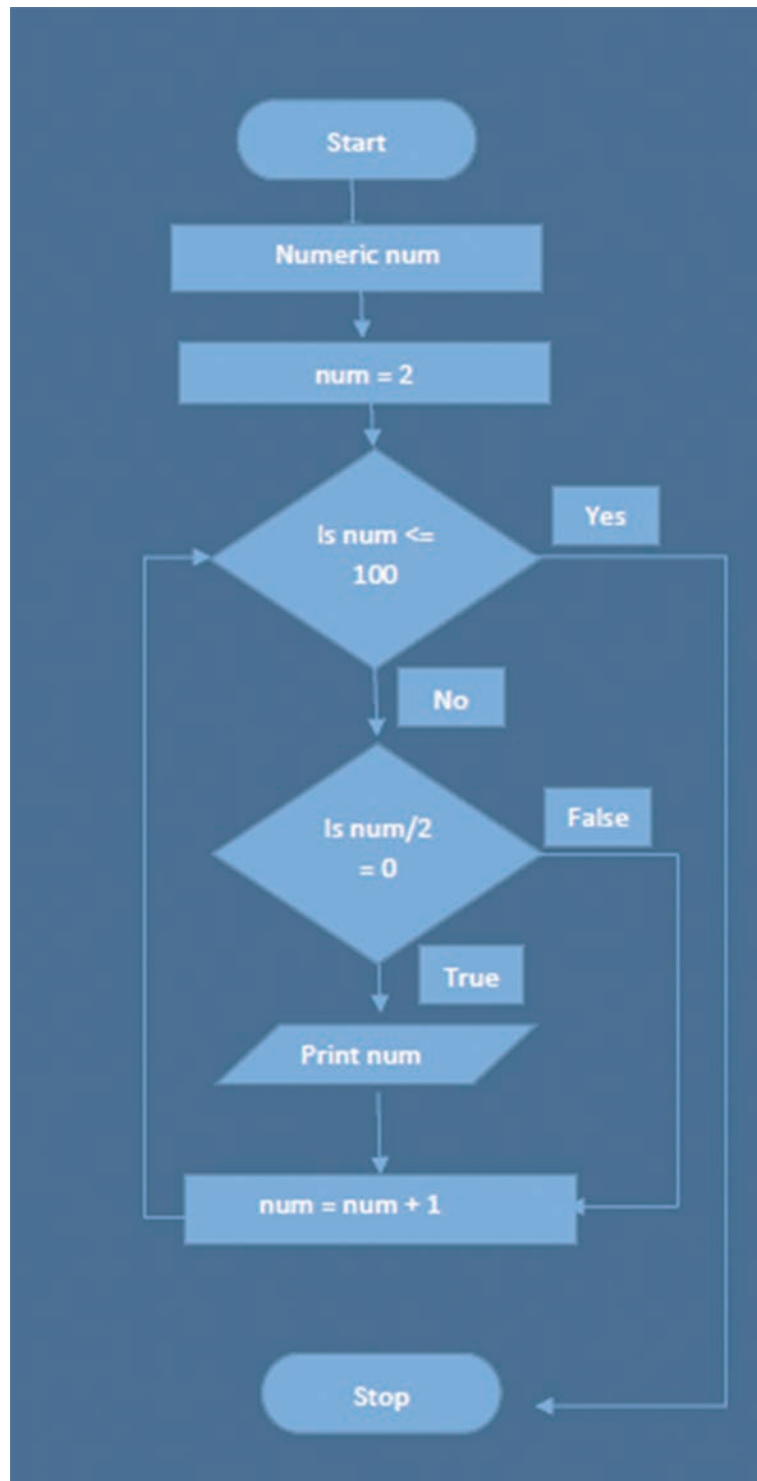 Start
Numeric num
num = 2
Is num <=
100
Yes
No
Is num/2
= 0
False
True
Print num
num = num + 1
Stop